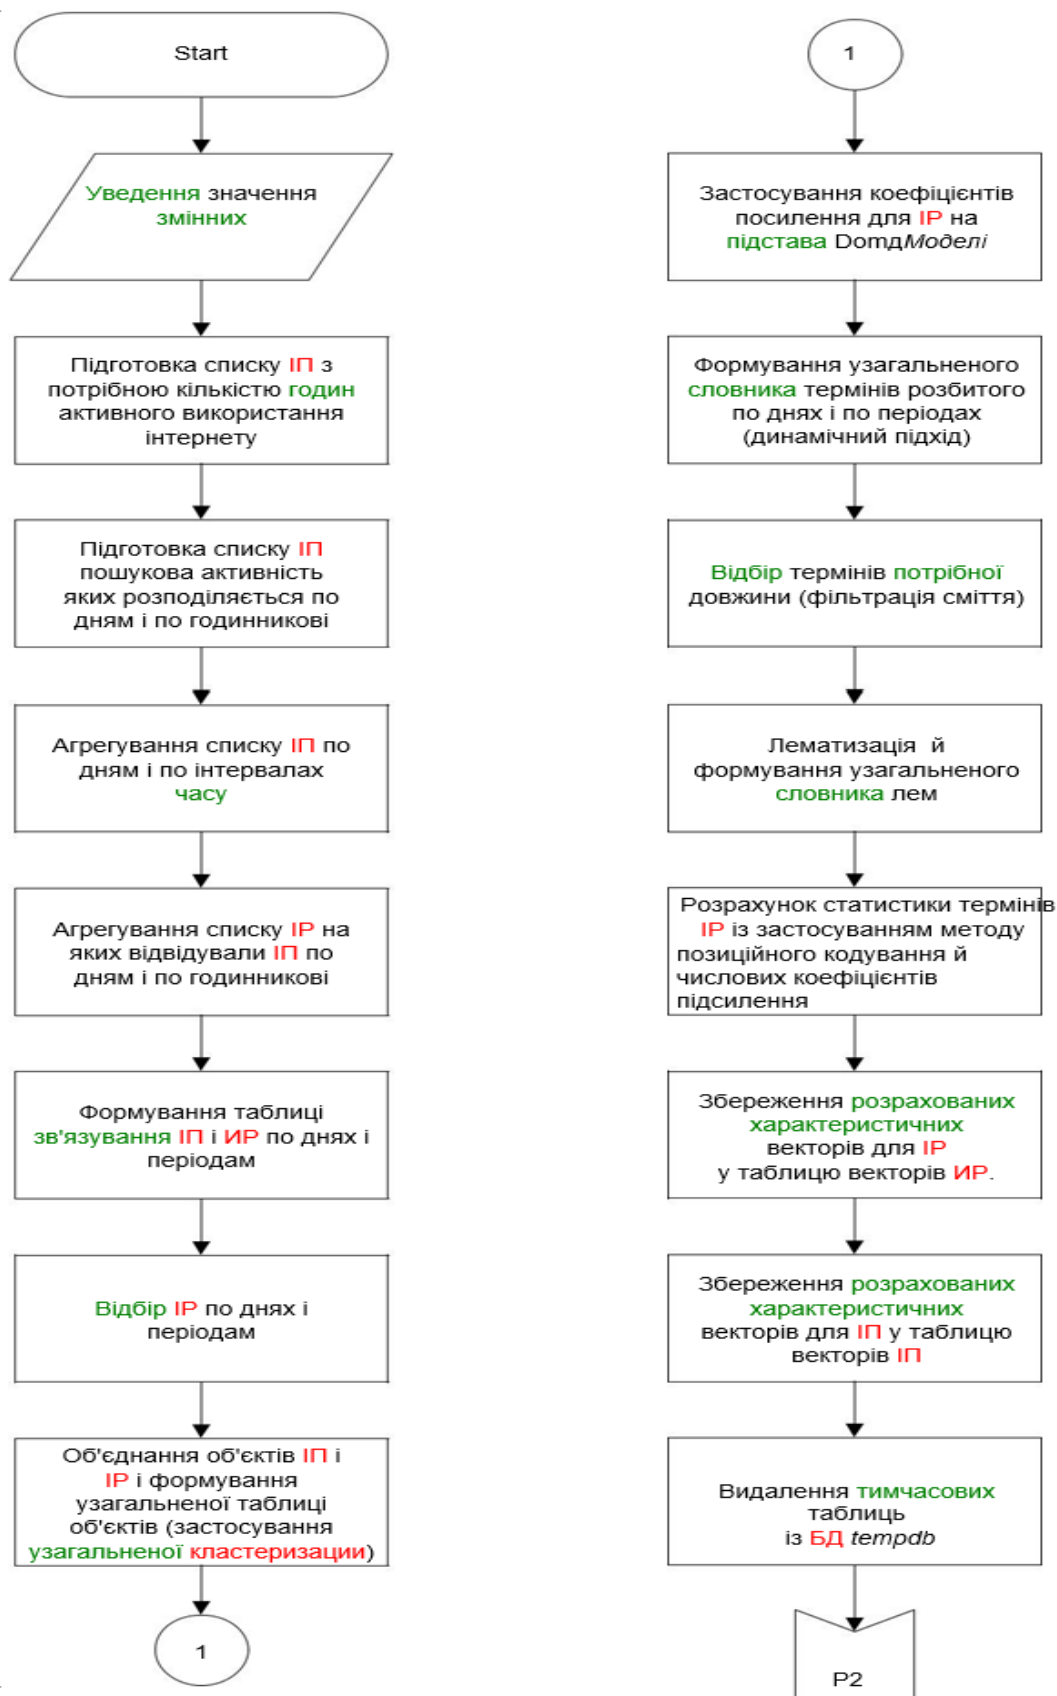 Start
Уведення значення
змінних
Підготовка списку ІП з
потрібною кількістю годин
активного використання
інтернету
Підготовка списку ІП
пошукова активність
яких розподіляється по
дням і по годинникові
Агрегування списку ІП по
дням і по інтервалах
часу
Агрегування списку ІР на
яких відвідували ІП по
дням і по годинникові
Формування таблиці
зв'язування ІП і ИР по днях і
періодам
Відбір ІР по днях і
періодам
Об'єднання об'єктів ІП і
ІР і формування
узагальненої таблиці
об'єктів (застосування
узагальненої кластеризации)
1
1
Застосування коефіцієнтів
посилення для ІР на
підстава DomдМоделі
Формування узагальненого
словника термінів розбитого
по днях і по періодах
(динамічний підхід)
Відбір термінів потрібної
довжини (фільтрація сміття)
Лематизація й
формування узагальненого
словника лем
Розрахунок статистики термінів
ІР із застосуванням методу
позиційного кодування й
числових коефіцієнтів
підсилення
Збереження розрахованих
характеристичних
векторів для ІР
у таблицю векторів ИР.
Збереження розрахованих
характеристичних
векторів для ІП у таблицю
векторів ІП
Видалення тимчасових
таблиць
із БД tempdb
P2